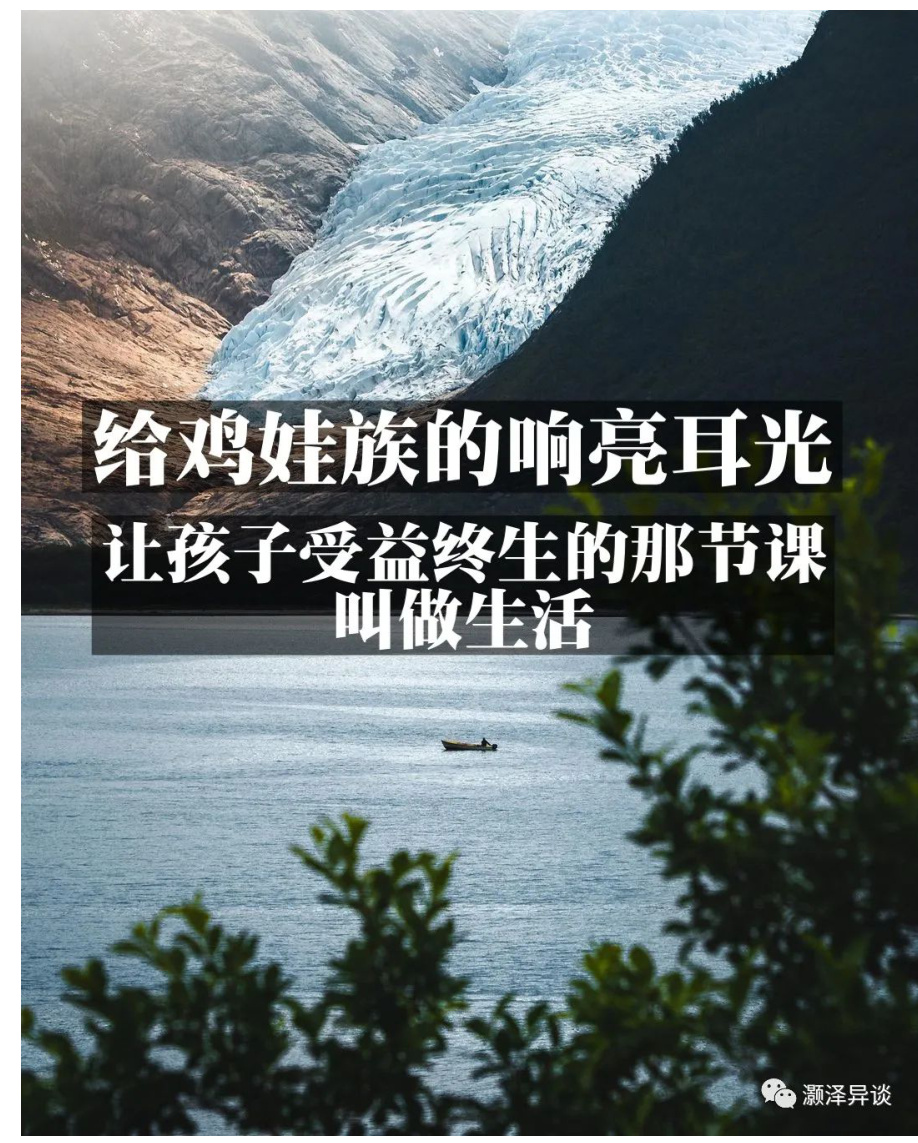 给鸡娃族的响亮耳光
让孩子受益终生的那节课
叫做生活
灏泽异谈